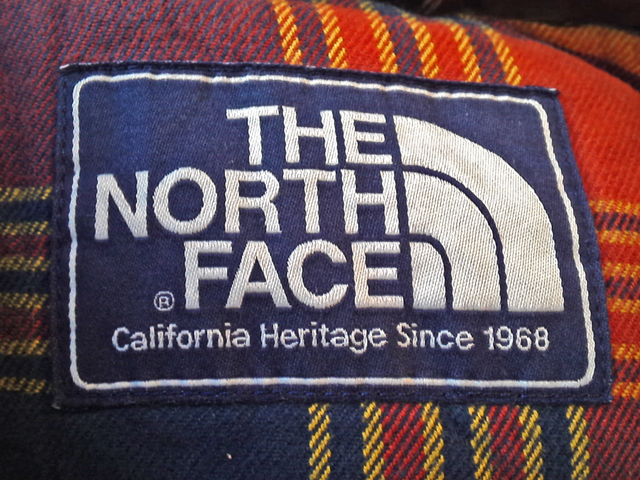 THE
NORTH
FACE
®
California Heritage Since 1968